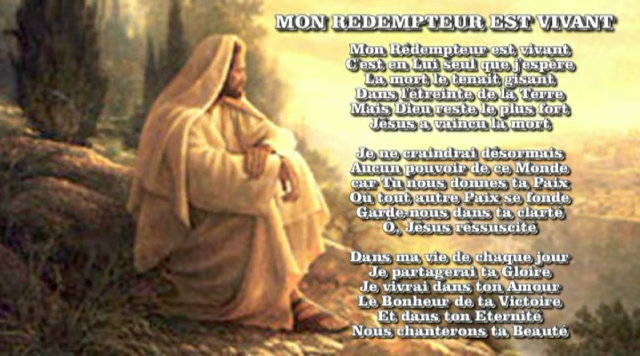 MON REDEMPTEUR EST VIVANT
Mon Rédempteur est vivant
C'est en Lui seul que j'espère
La mort le tenait gisant
Dans l'étreinte de la Terre
Mais Dieu reste le plus fort
Jésus a vaincu la mort
Je ne craindrai désormais
Aucun pouvoir de ce Monde
car Tu nous donnes ta Paix
Où tout autre Paix se fonde
Garde-nous dans ta clarté
O, Jésus réssuscité
Dans ma vie de chaque jour
Je partagerai ta Gloire
Je vivrai dans ton Amour
Le Bonheur de ta Victoire
Et dans ton Eternité
Nous chanterons ta Beauté